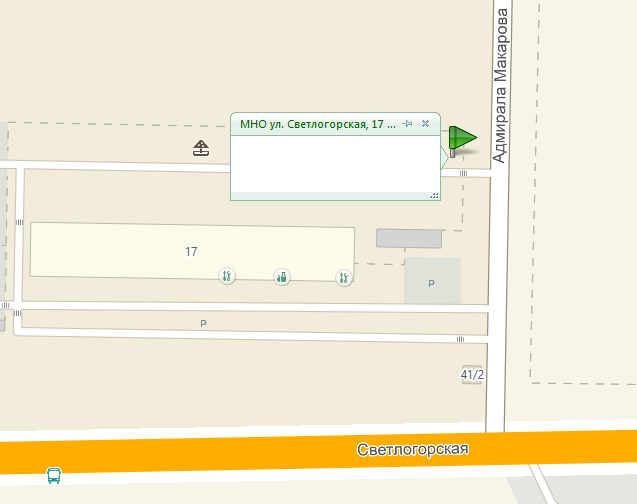 Адмирала Макарова
МНО ул. Светлогорская, 17 ...
17
P
P
41/2
Светлогорская